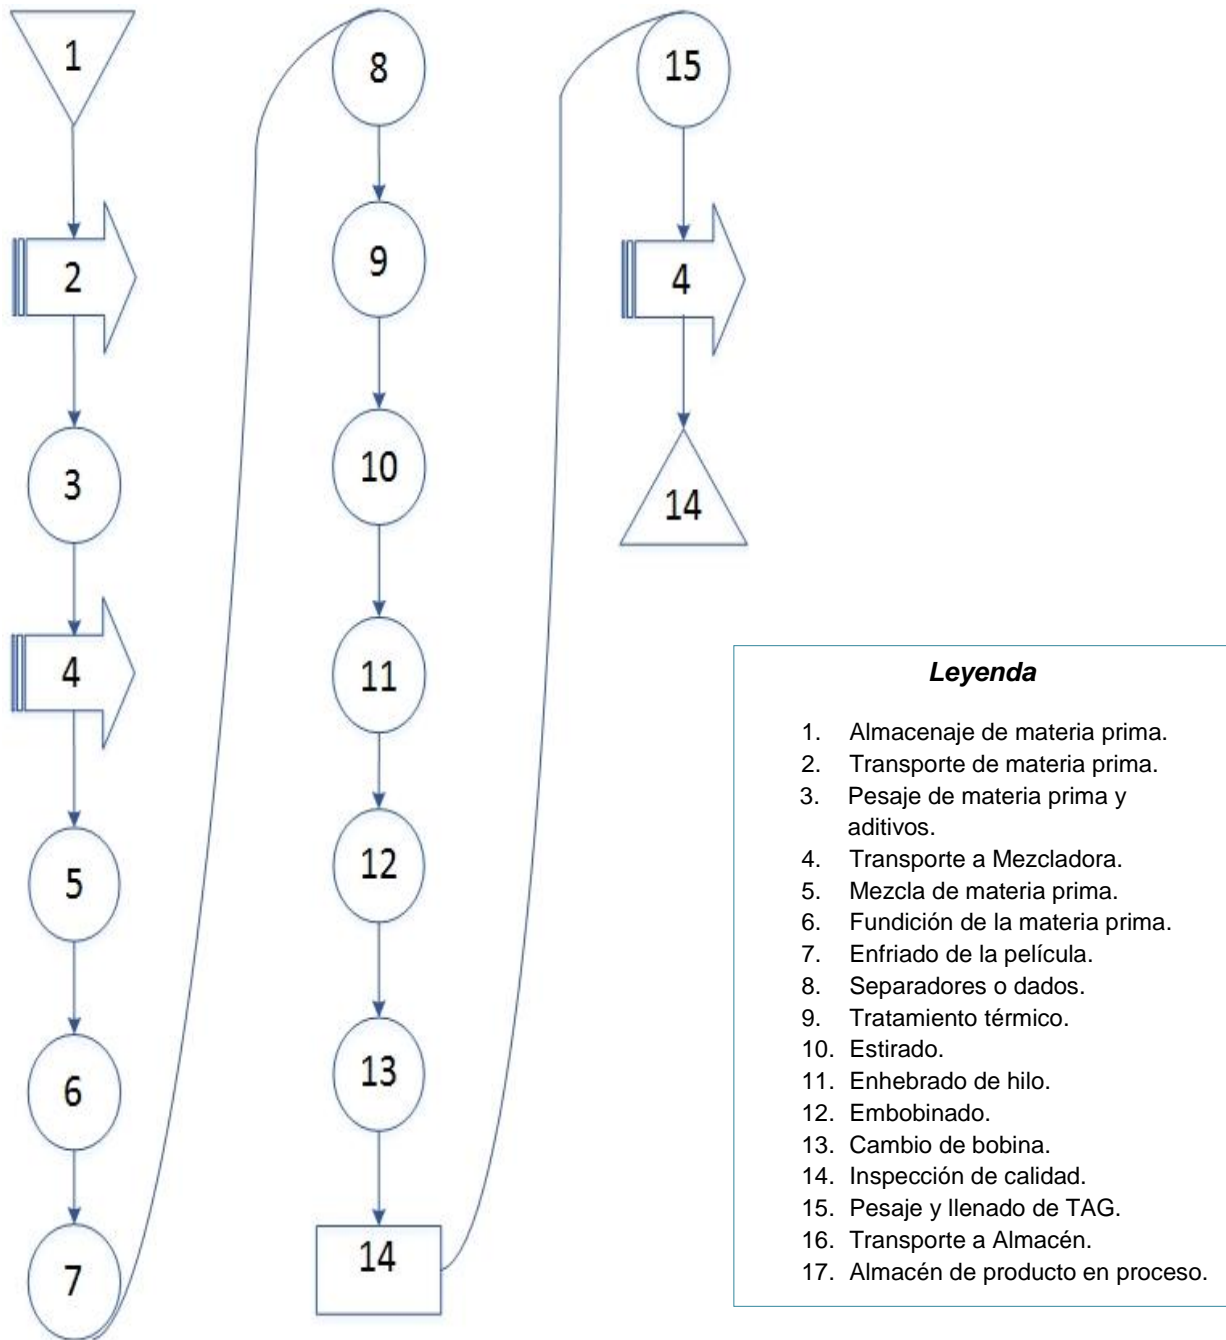 1
2
3
4
5
6
7
8
9
10
11
12
13
14
15
4
14
Leyenda
1. Almacenaje de materia prima.
2. Transporte de materia prima.
3. Pesaje de materia prima y
aditivos.
4. Transporte a Mezcladora.
5. Mezcla de materia prima.
6. Fundición de la materia prima.
7. Enfriado de la película.
8. Separadores o dados.
9. Tratamiento térmico.
10. Estirado.
11. Enhebrado de hilo.
12. Embobinado.
13. Cambio de bobina.
14. Inspección de calidad.
15. Pesaje y llenado de TAG.
16. Transporte a Almacén.
17. Almacén de producto en proceso.